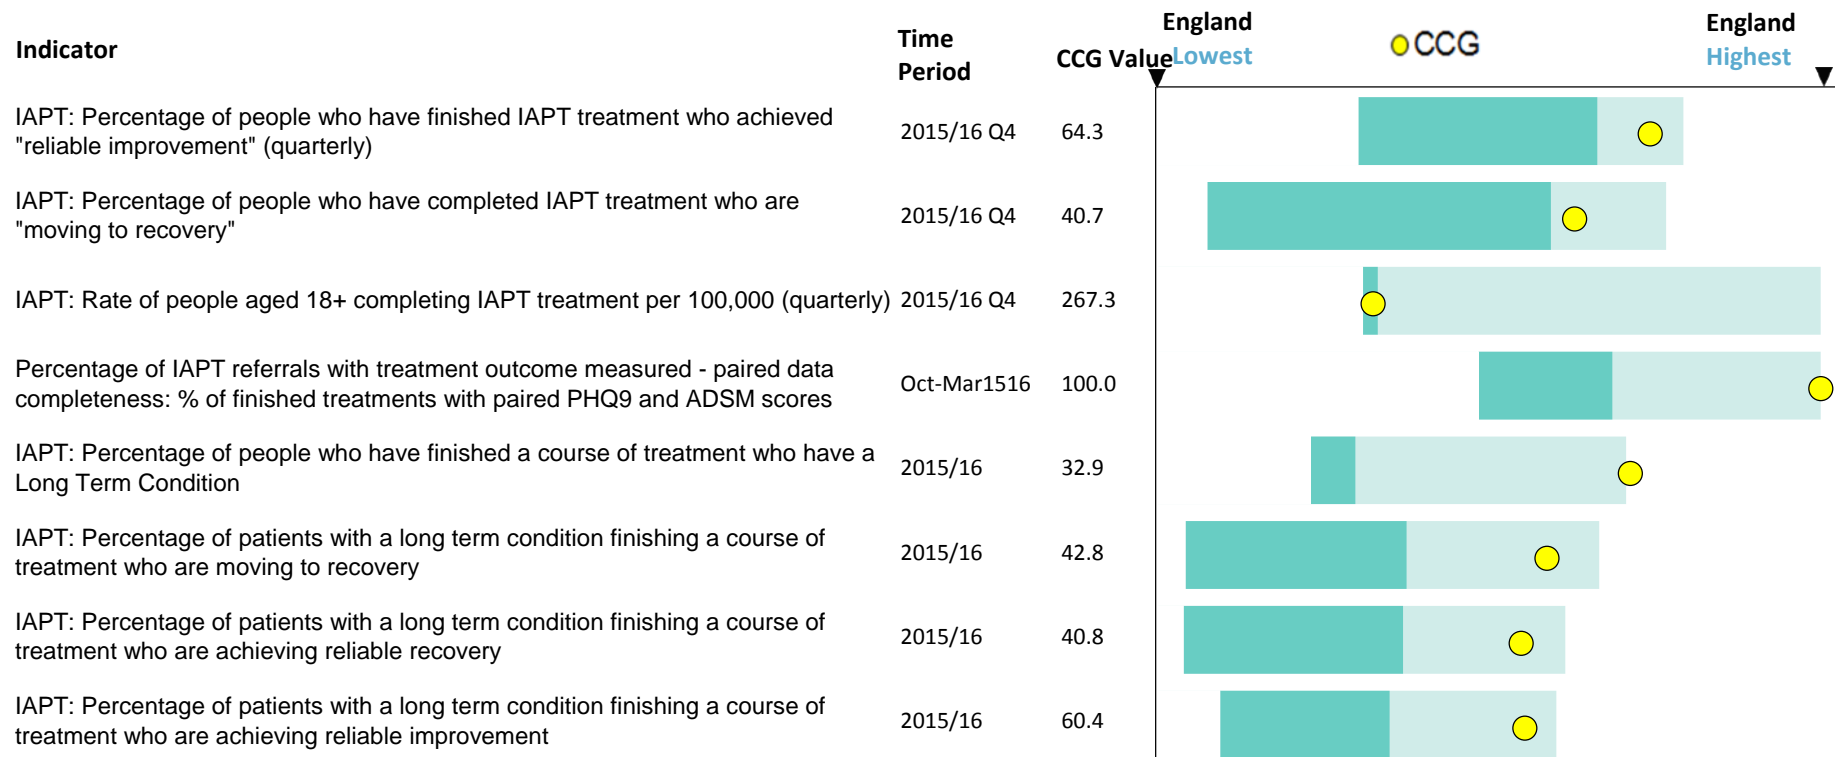 Indicator
Time
Period
CCG Value
England
Lowest
CCG
England
Highest
IAPT: Percentage of people who have finished IAPT treatment who achieved
"reliable improvement" (quarterly)
2015/16 Q4
64.3
IAPT: Percentage of people who have completed IAPT treatment who are
"moving to recovery"
2015/16 Q4
40.7
IAPT: Rate of people aged 18+ completing IAPT treatment per 100,000 (quarterly)
2015/16 Q4
267.3
Percentage of IAPT referrals with treatment outcome measured - paired data
completeness: % of finished treatments with paired PHQ9 and ADSM scores
Oct-Mar1516
100.0
IAPT: Percentage of people who have finished a course of treatment who have a
Long Term Condition
2015/16
32.9
IAPT: Percentage of patients with a long term condition finishing a course of
treatment who are moving to recovery
2015/16
42.8
IAPT: Percentage of patients with a long term condition finishing a course of
treatment who are achieving reliable recovery
2015/16
40.8
IAPT: Percentage of patients with a long term condition finishing a course of
treatment who are achieving reliable improvement
2015/16
60.4